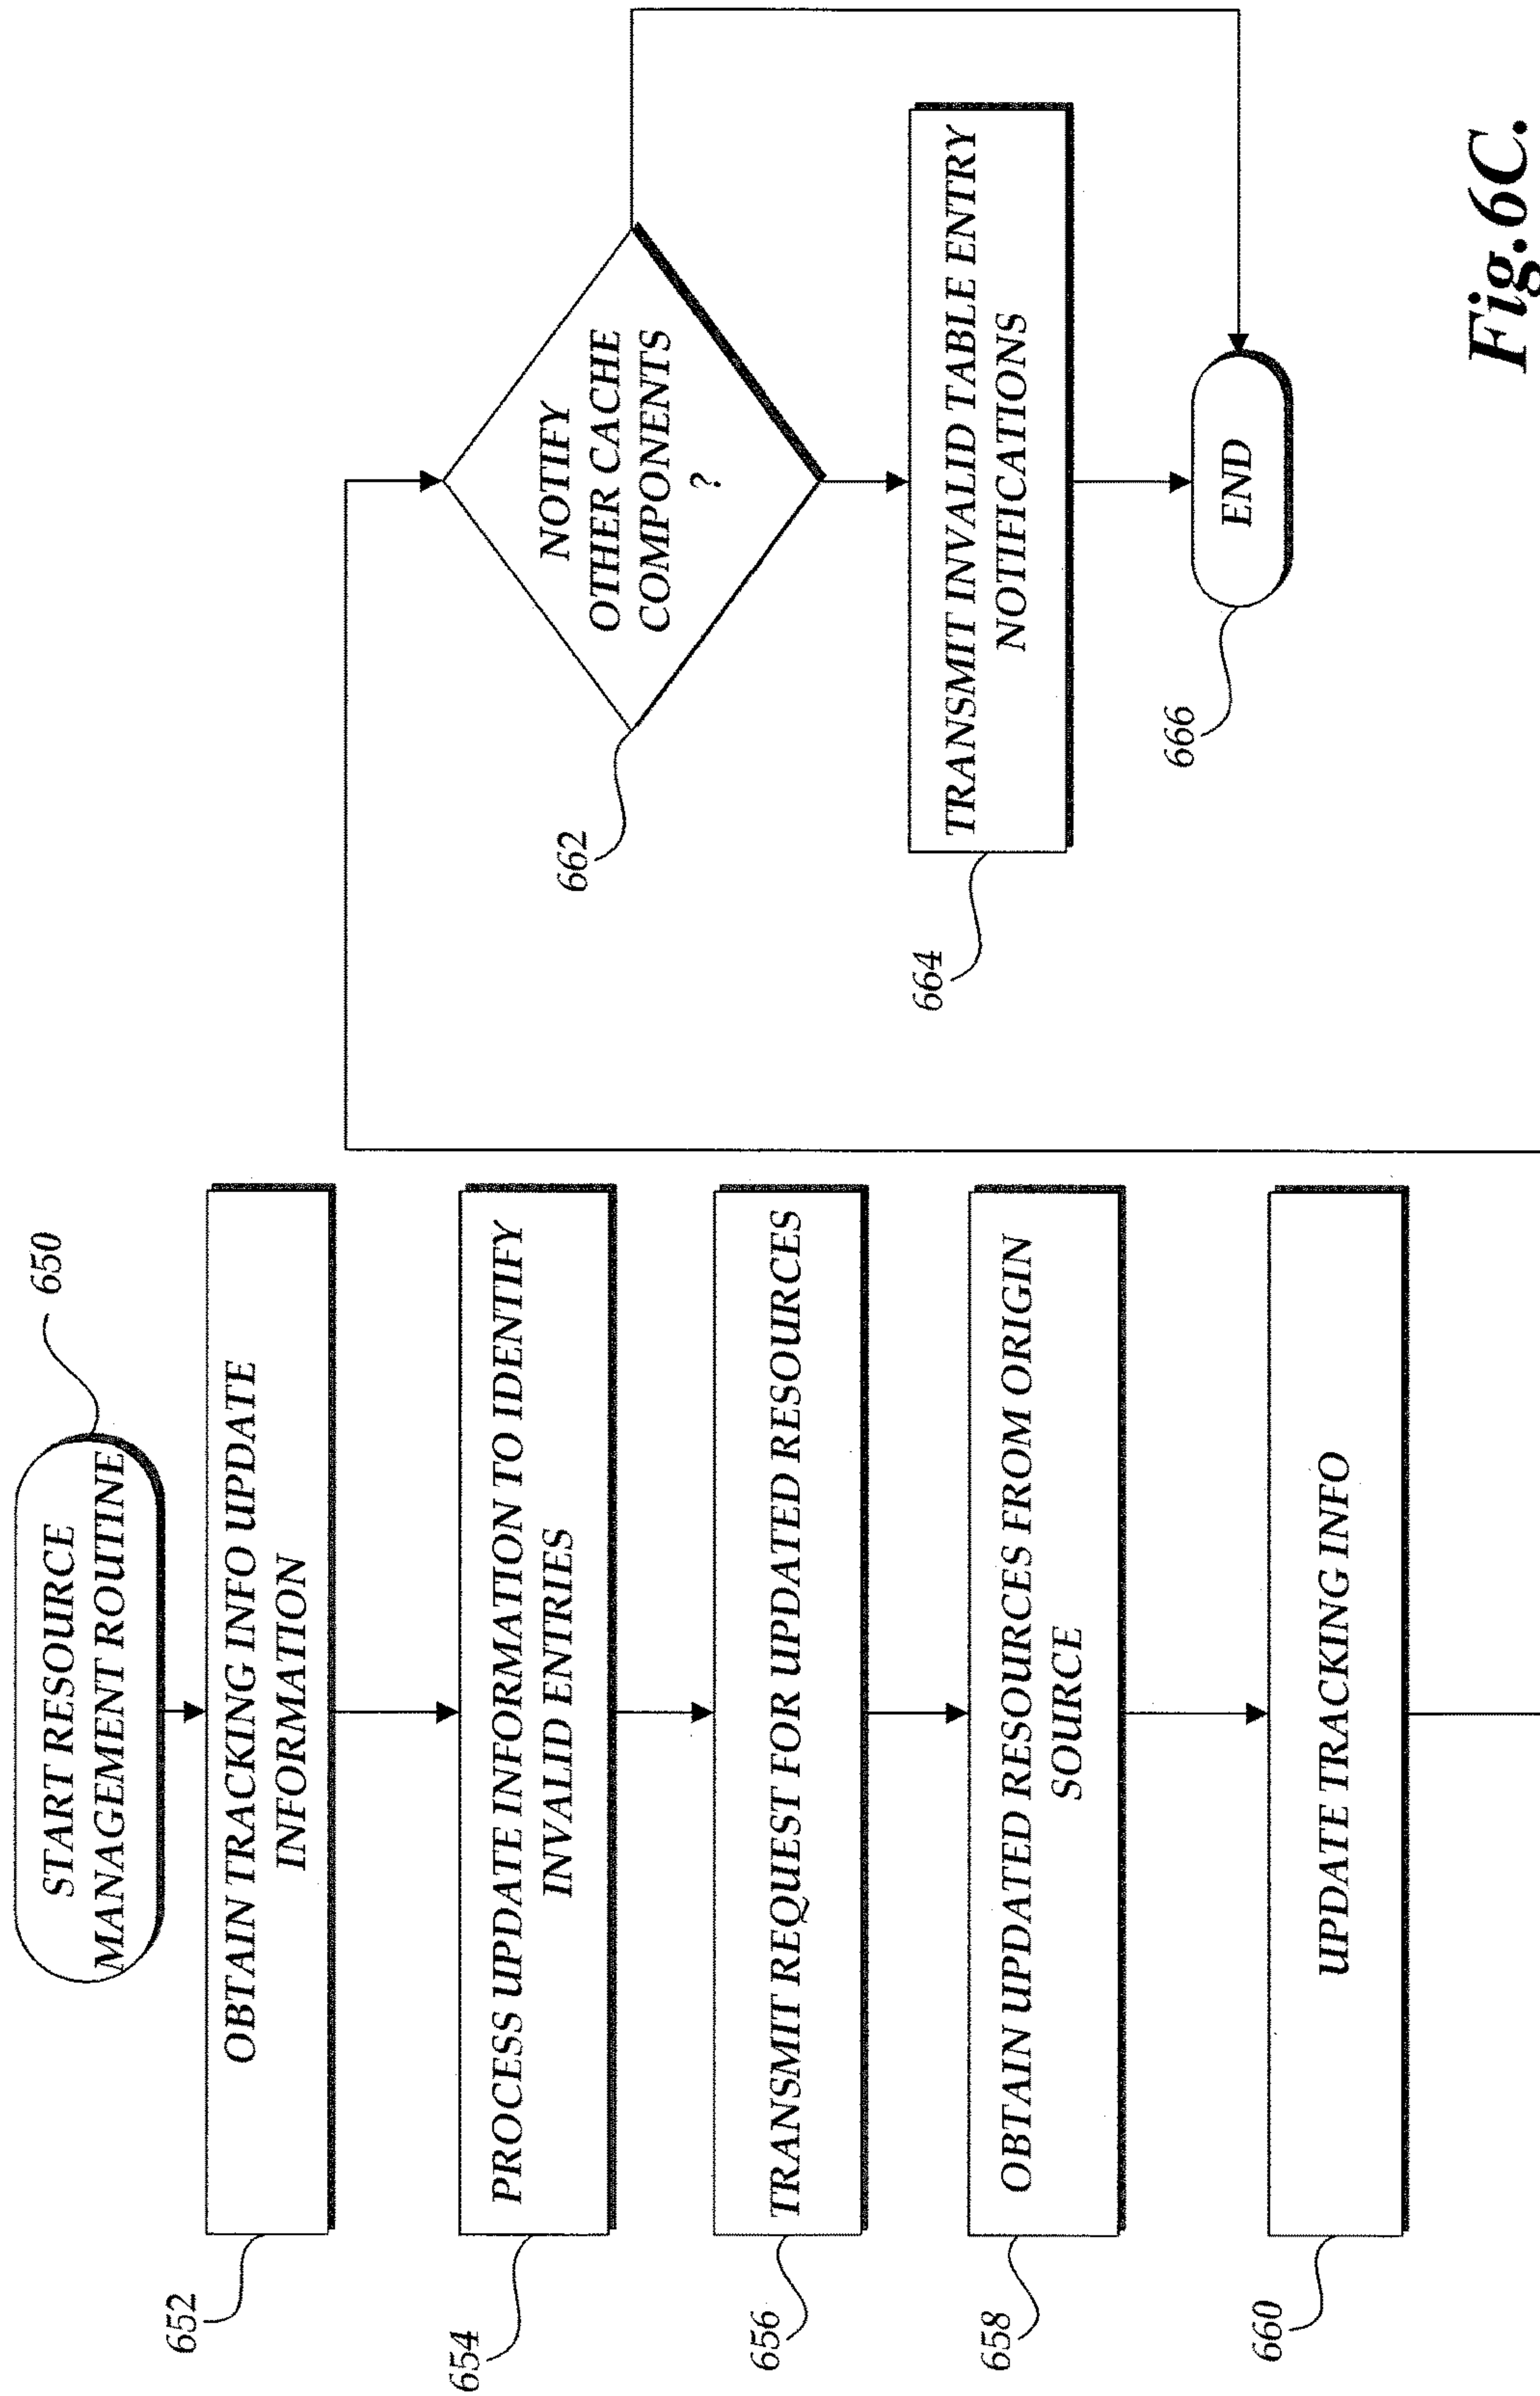 650
START RESOURCE
MANAGEMENT ROUTINE
652
OBTAIN TRACKING INFO UPDATE
INFORMATION
654
PROCESS UPDATE INFORMATION TO IDENTIFY
INVALID ENTRIES
656
TRANSMIT REQUEST FOR UPDATED RESOURCES
658
OBTAIN UPDATED RESOURCES FROM ORIGIN
SOURCE
660
UPDATE TRACKING INFO
662
NOTIFY
OTHER CACHE
COMPONENTS
?
664
TRANSMIT INVALID TABLE ENTRY
NOTIFICATIONS
666
END
Fig.6C.